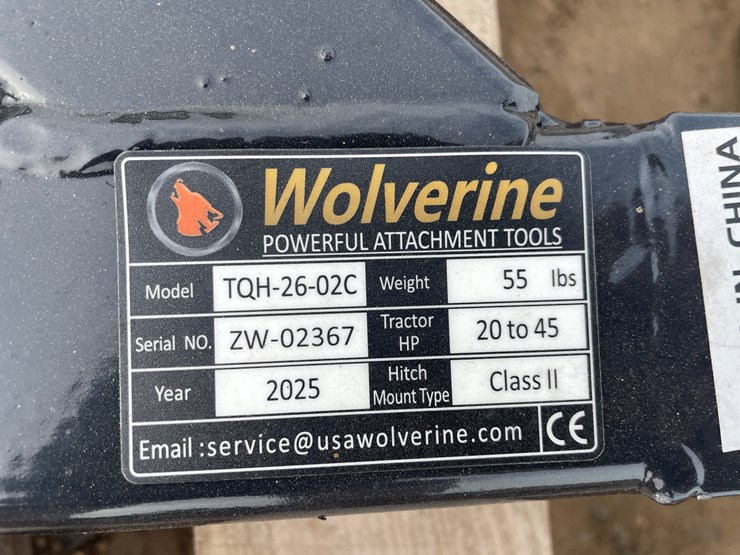 Wolverine
POWERFUL ATTACHMENT TOOLS
Model TQH-26-02C Weight 55 lbs
Serial NO. ZW-02367 Tractor HP 20 to 45
Year 2025 Hitch Mount Type Class II
Email :service@usawolverine.com CE
IN CHINA